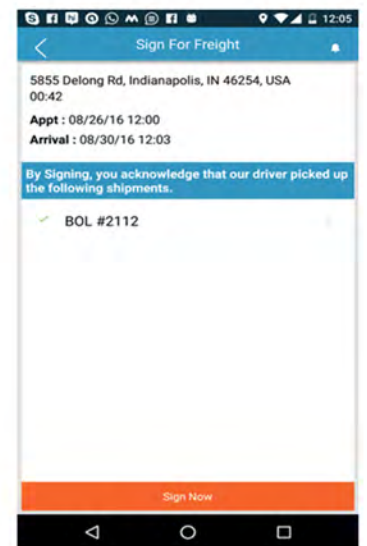 12:05
Sign For Freight
5855 Delong Rd, Indianapolis, IN 46254, USA
00:42
Appt : 08/26/16 12:00
Arrival : 08/30/16 12:03
By Signing, you acknowledge that our driver picked up
the following shipments.
BOL #2112
Sign Now